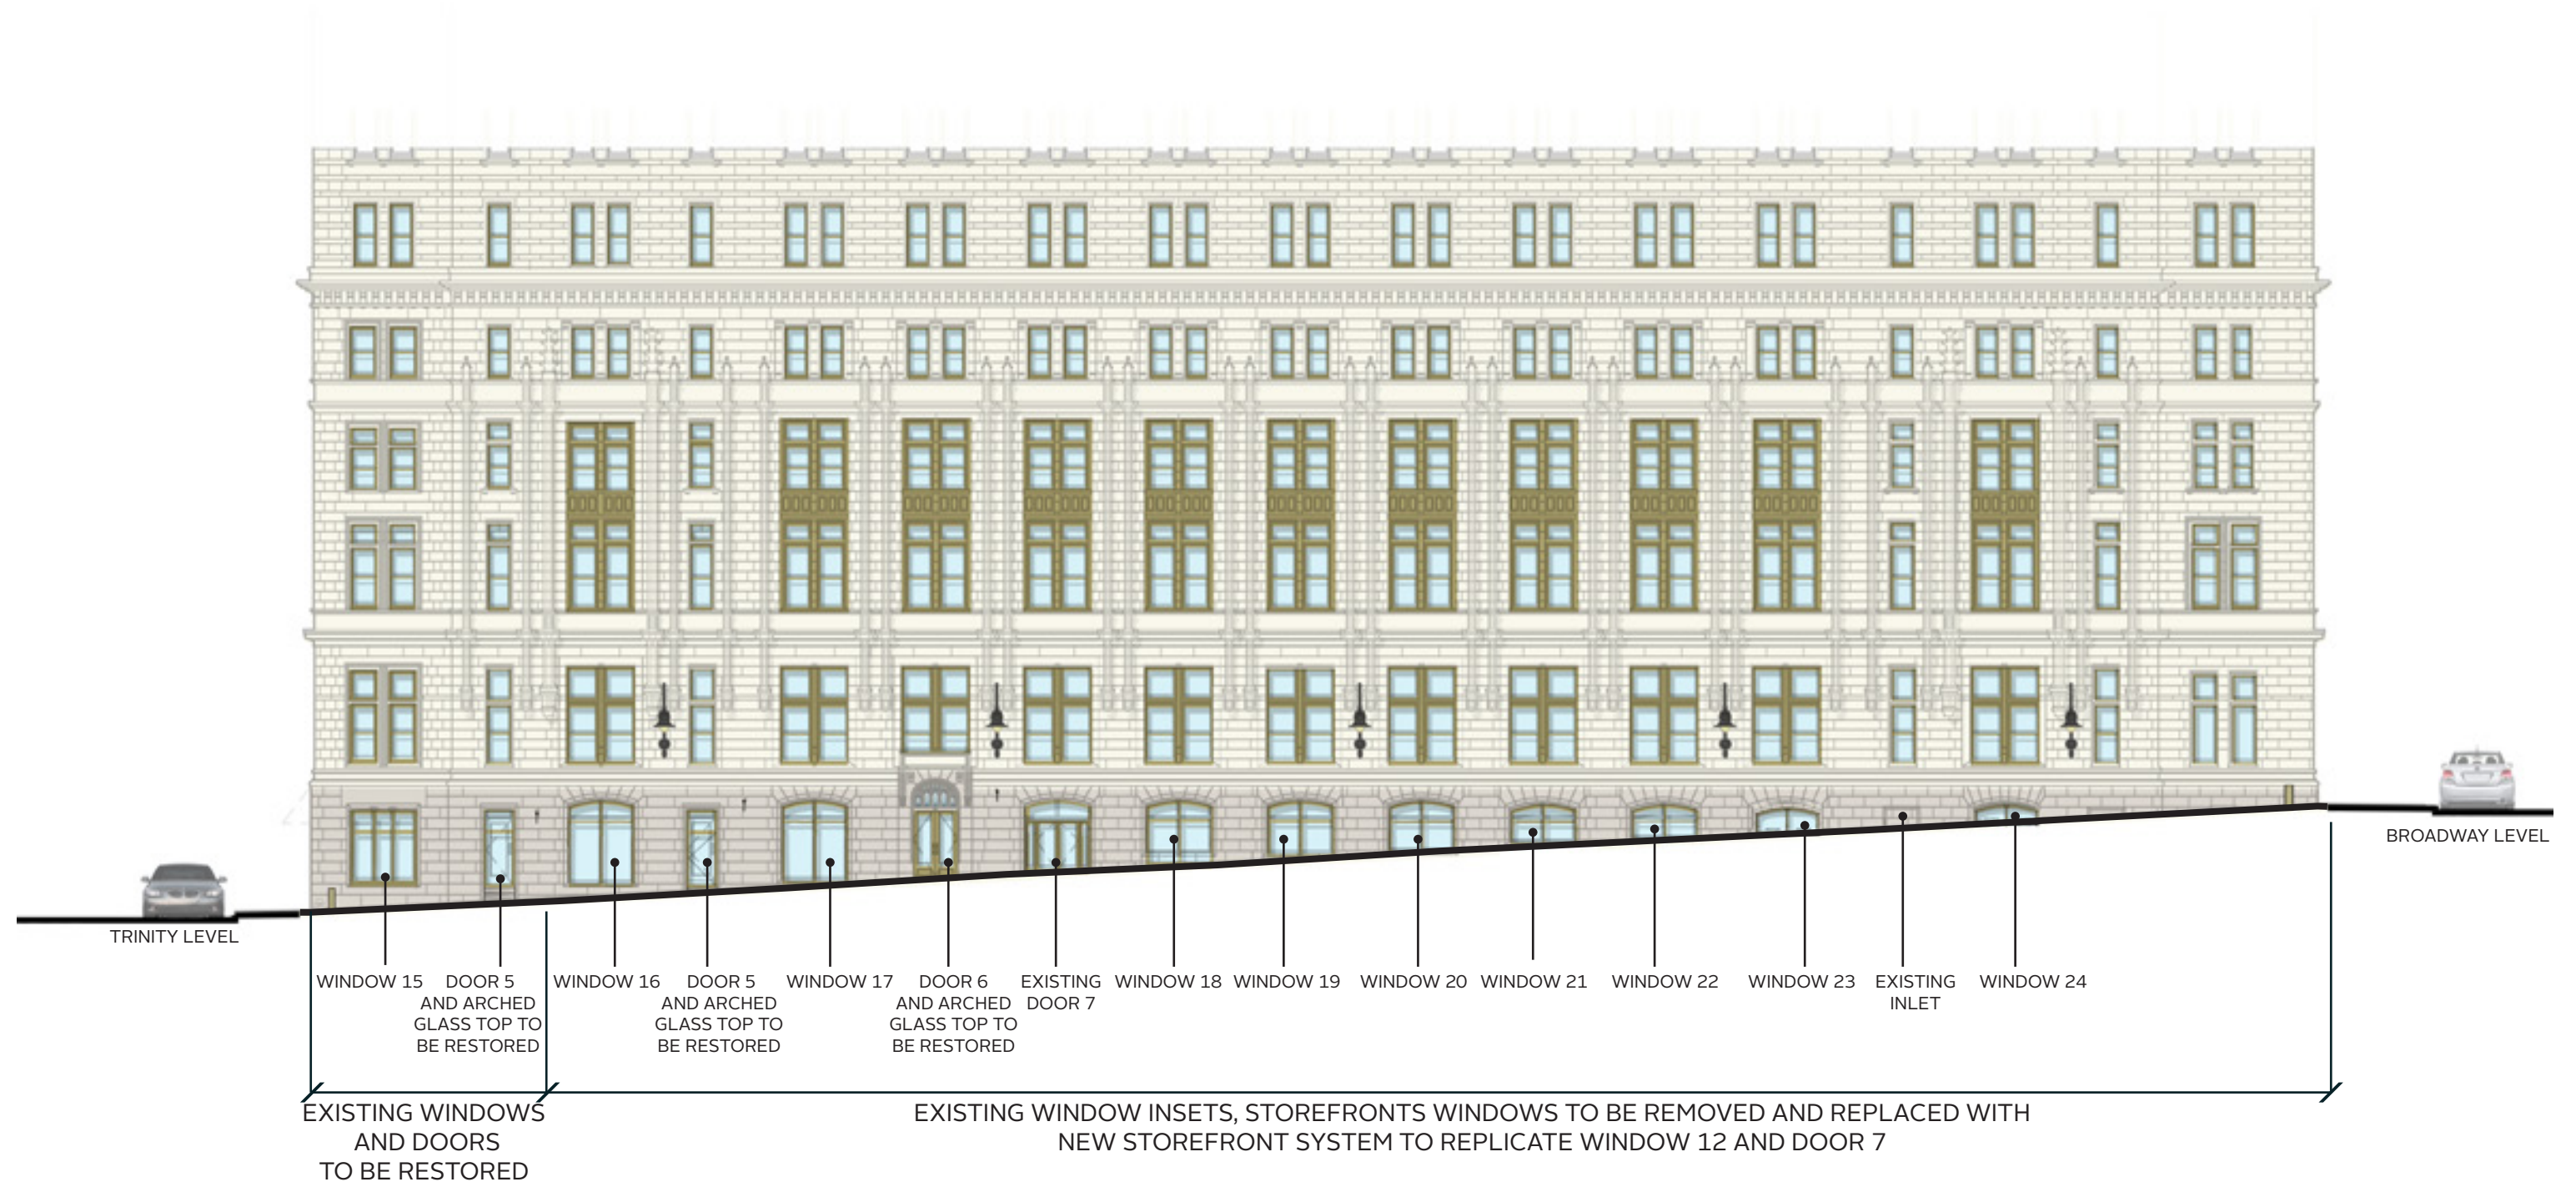 BROADWAY LEVEL
TRINITY LEVEL
WINDOW 15
DOOR 5
AND ARCHED
GLASS TOP TO
BE RESTORED
WINDOW 16
DOOR 5
AND ARCHED
GLASS TOP TO
BE RESTORED
WINDOW 17
DOOR 6
AND ARCHED
GLASS TOP TO
BE RESTORED
EXISTING
DOOR 7
WINDOW 18
WINDOW 19
WINDOW 20
WINDOW 21
WINDOW 22
WINDOW 23
EXISTING
INLET
WINDOW 24
EXISTING WINDOWS
AND DOORS
TO BE RESTORED
EXISTING WINDOW INSETS, STOREFRONTS WINDOWS TO BE REMOVED AND REPLACED WITH
NEW STOREFRONT SYSTEM TO REPLICATE WINDOW 12 AND DOOR 7